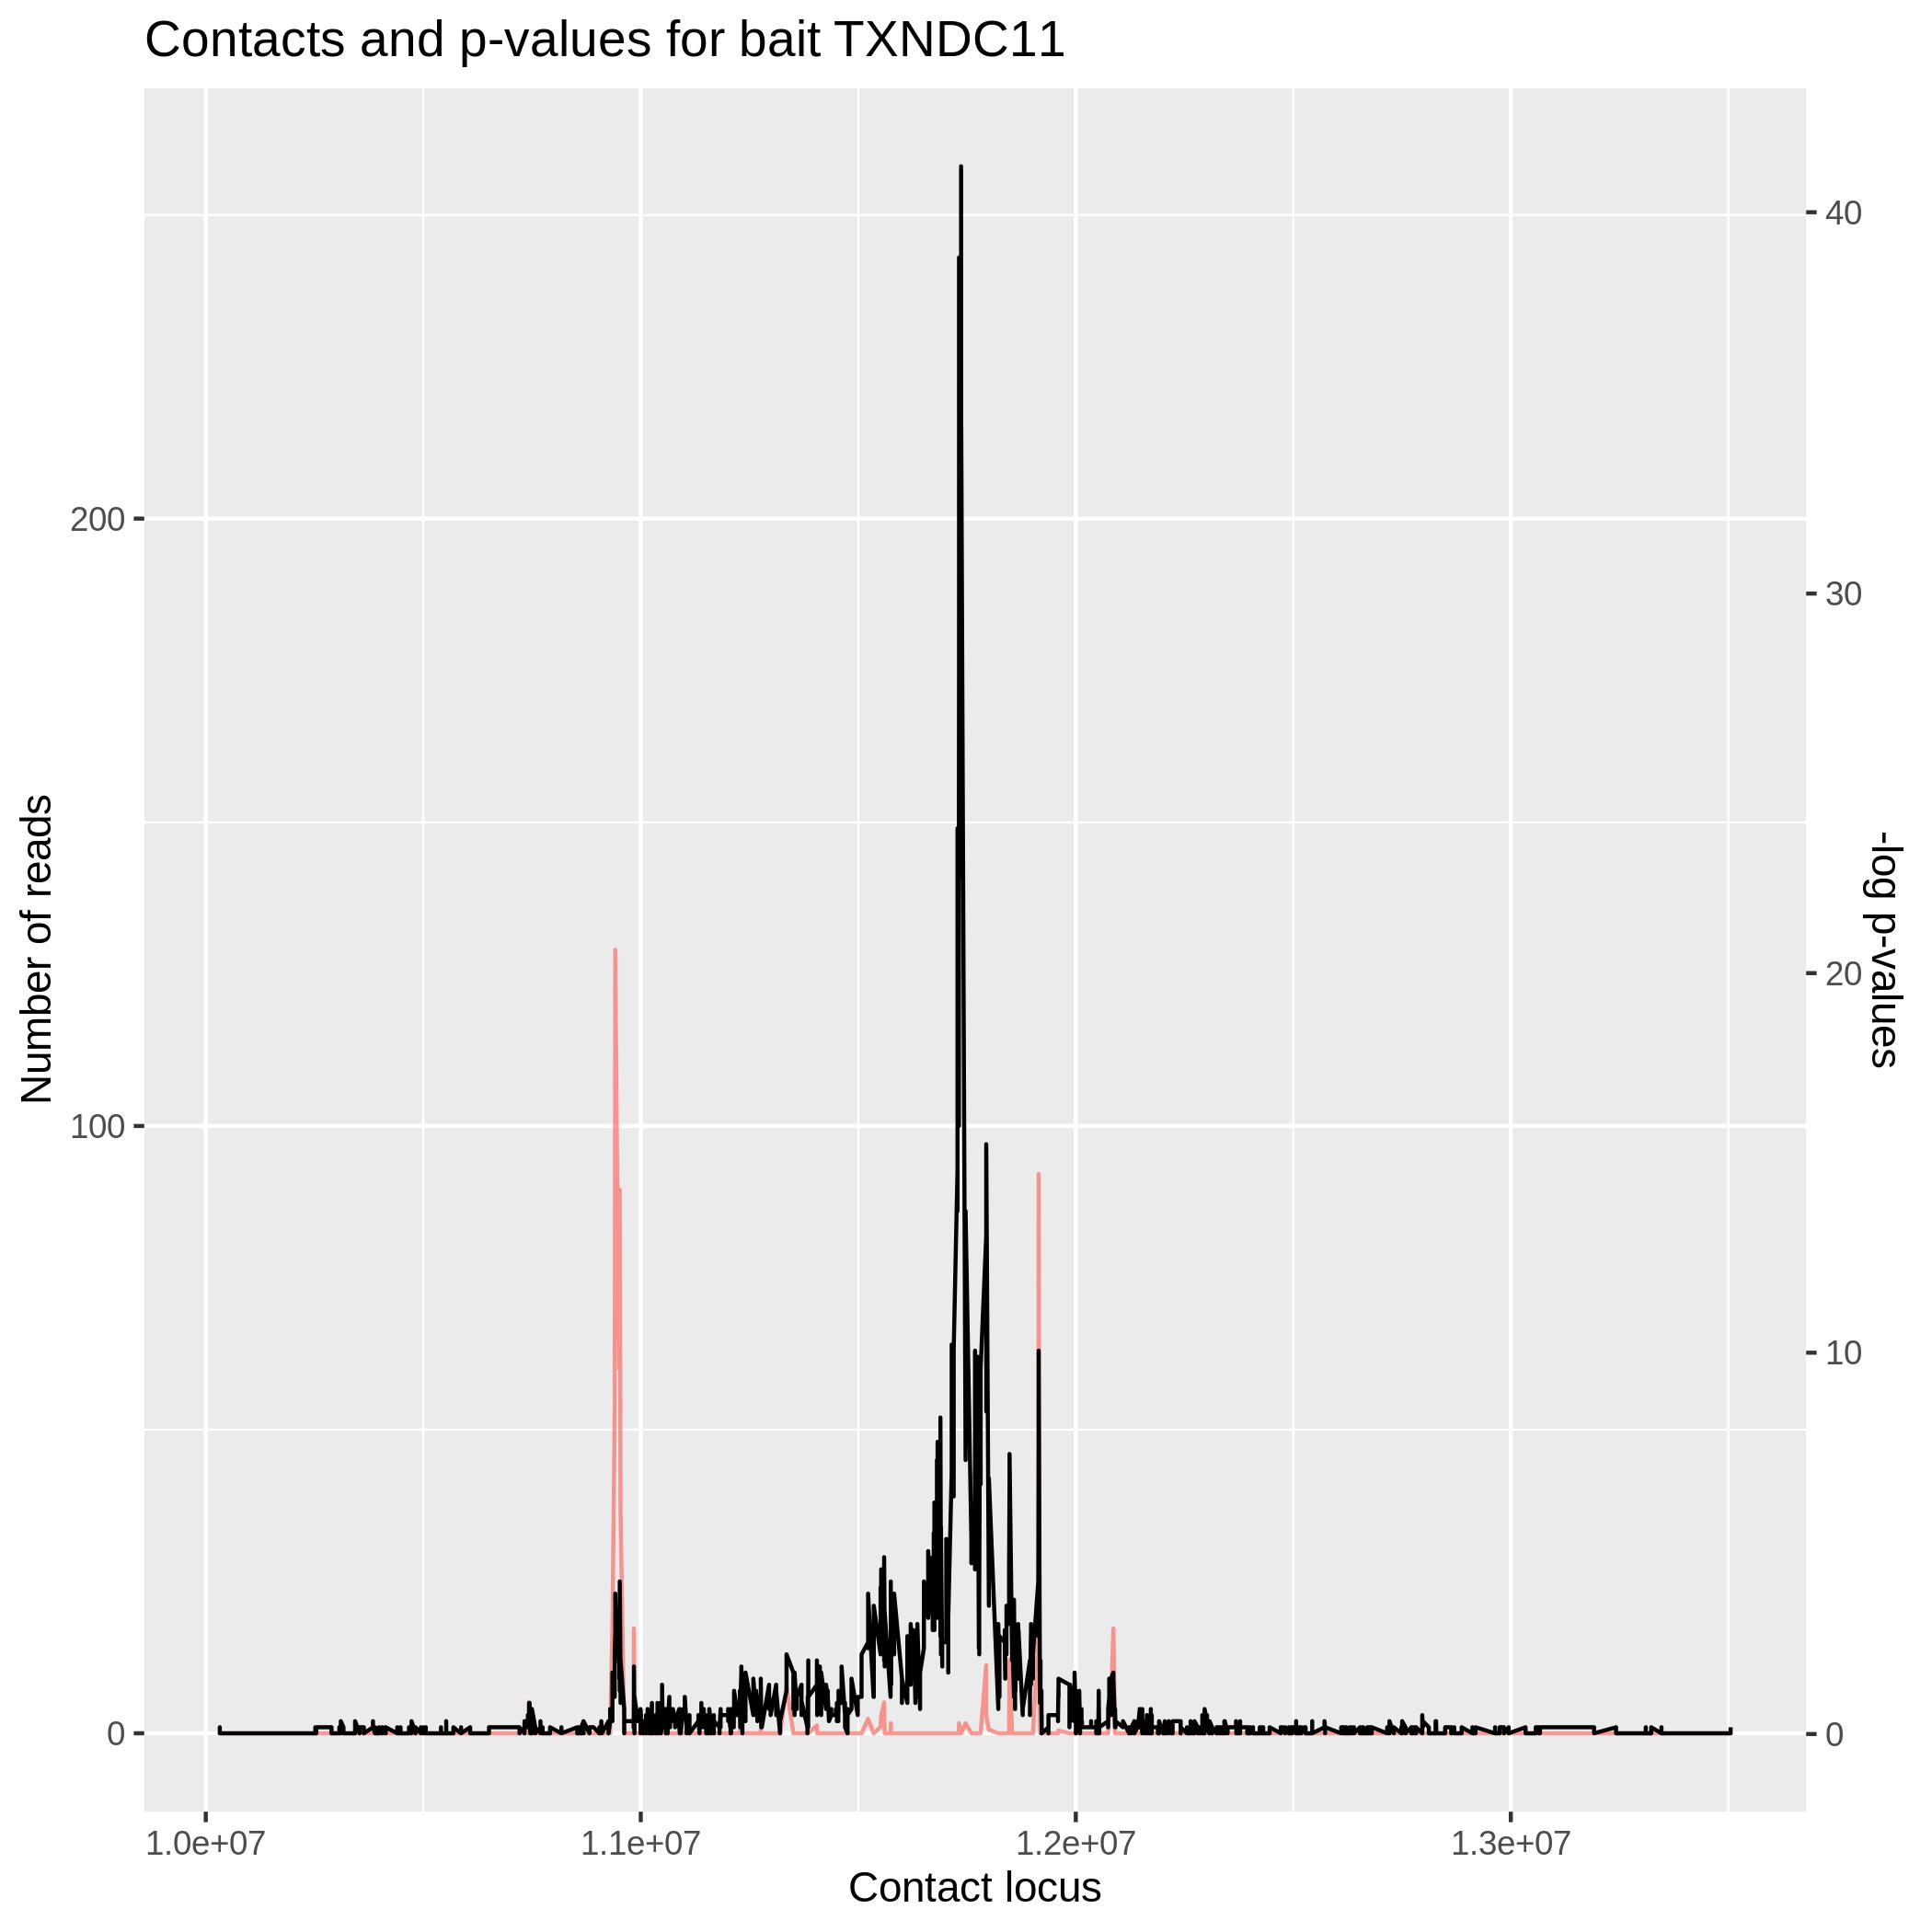 Contacts and p-values for bait TXNDC11
Number of reads
200
100
0
40
30
20
10
0
-log p-values
1.0e+07
1.1e+07
1.2e+07
1.3e+07
Contact locus